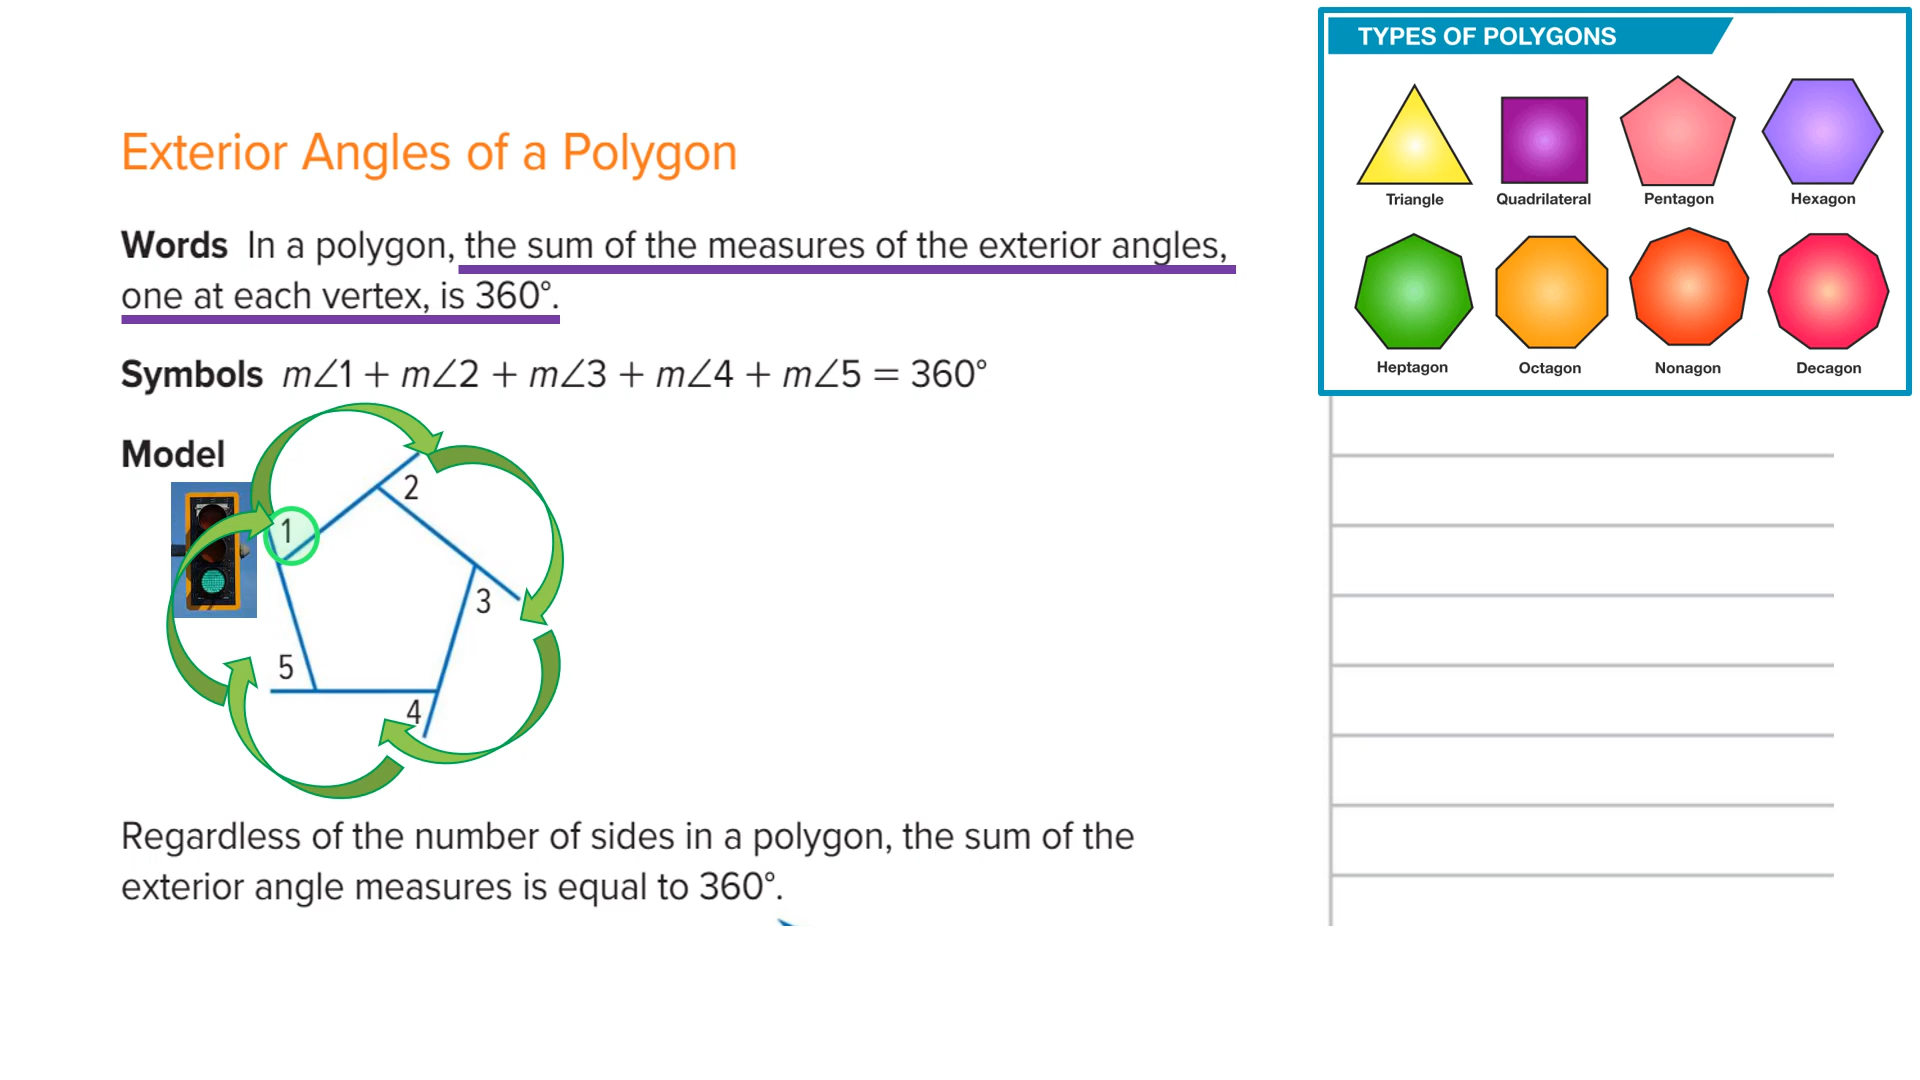 TYPES OF POLYGONS
Triangle
Quadrilateral
Pentagon
Hexagon
Heptagon
Octagon
Nonagon
Decagon
Exterior Angles of a Polygon
Words In a polygon, the sum of the measures of the exterior angles,
one at each vertex, is 360°.
Symbols m∠1 + m∠2 + m∠3 + m∠4 + m∠5 = 360°
Model
1
2
3
4
5
Regardless of the number of sides in a polygon, the sum of the
exterior angle measures is equal to 360°.